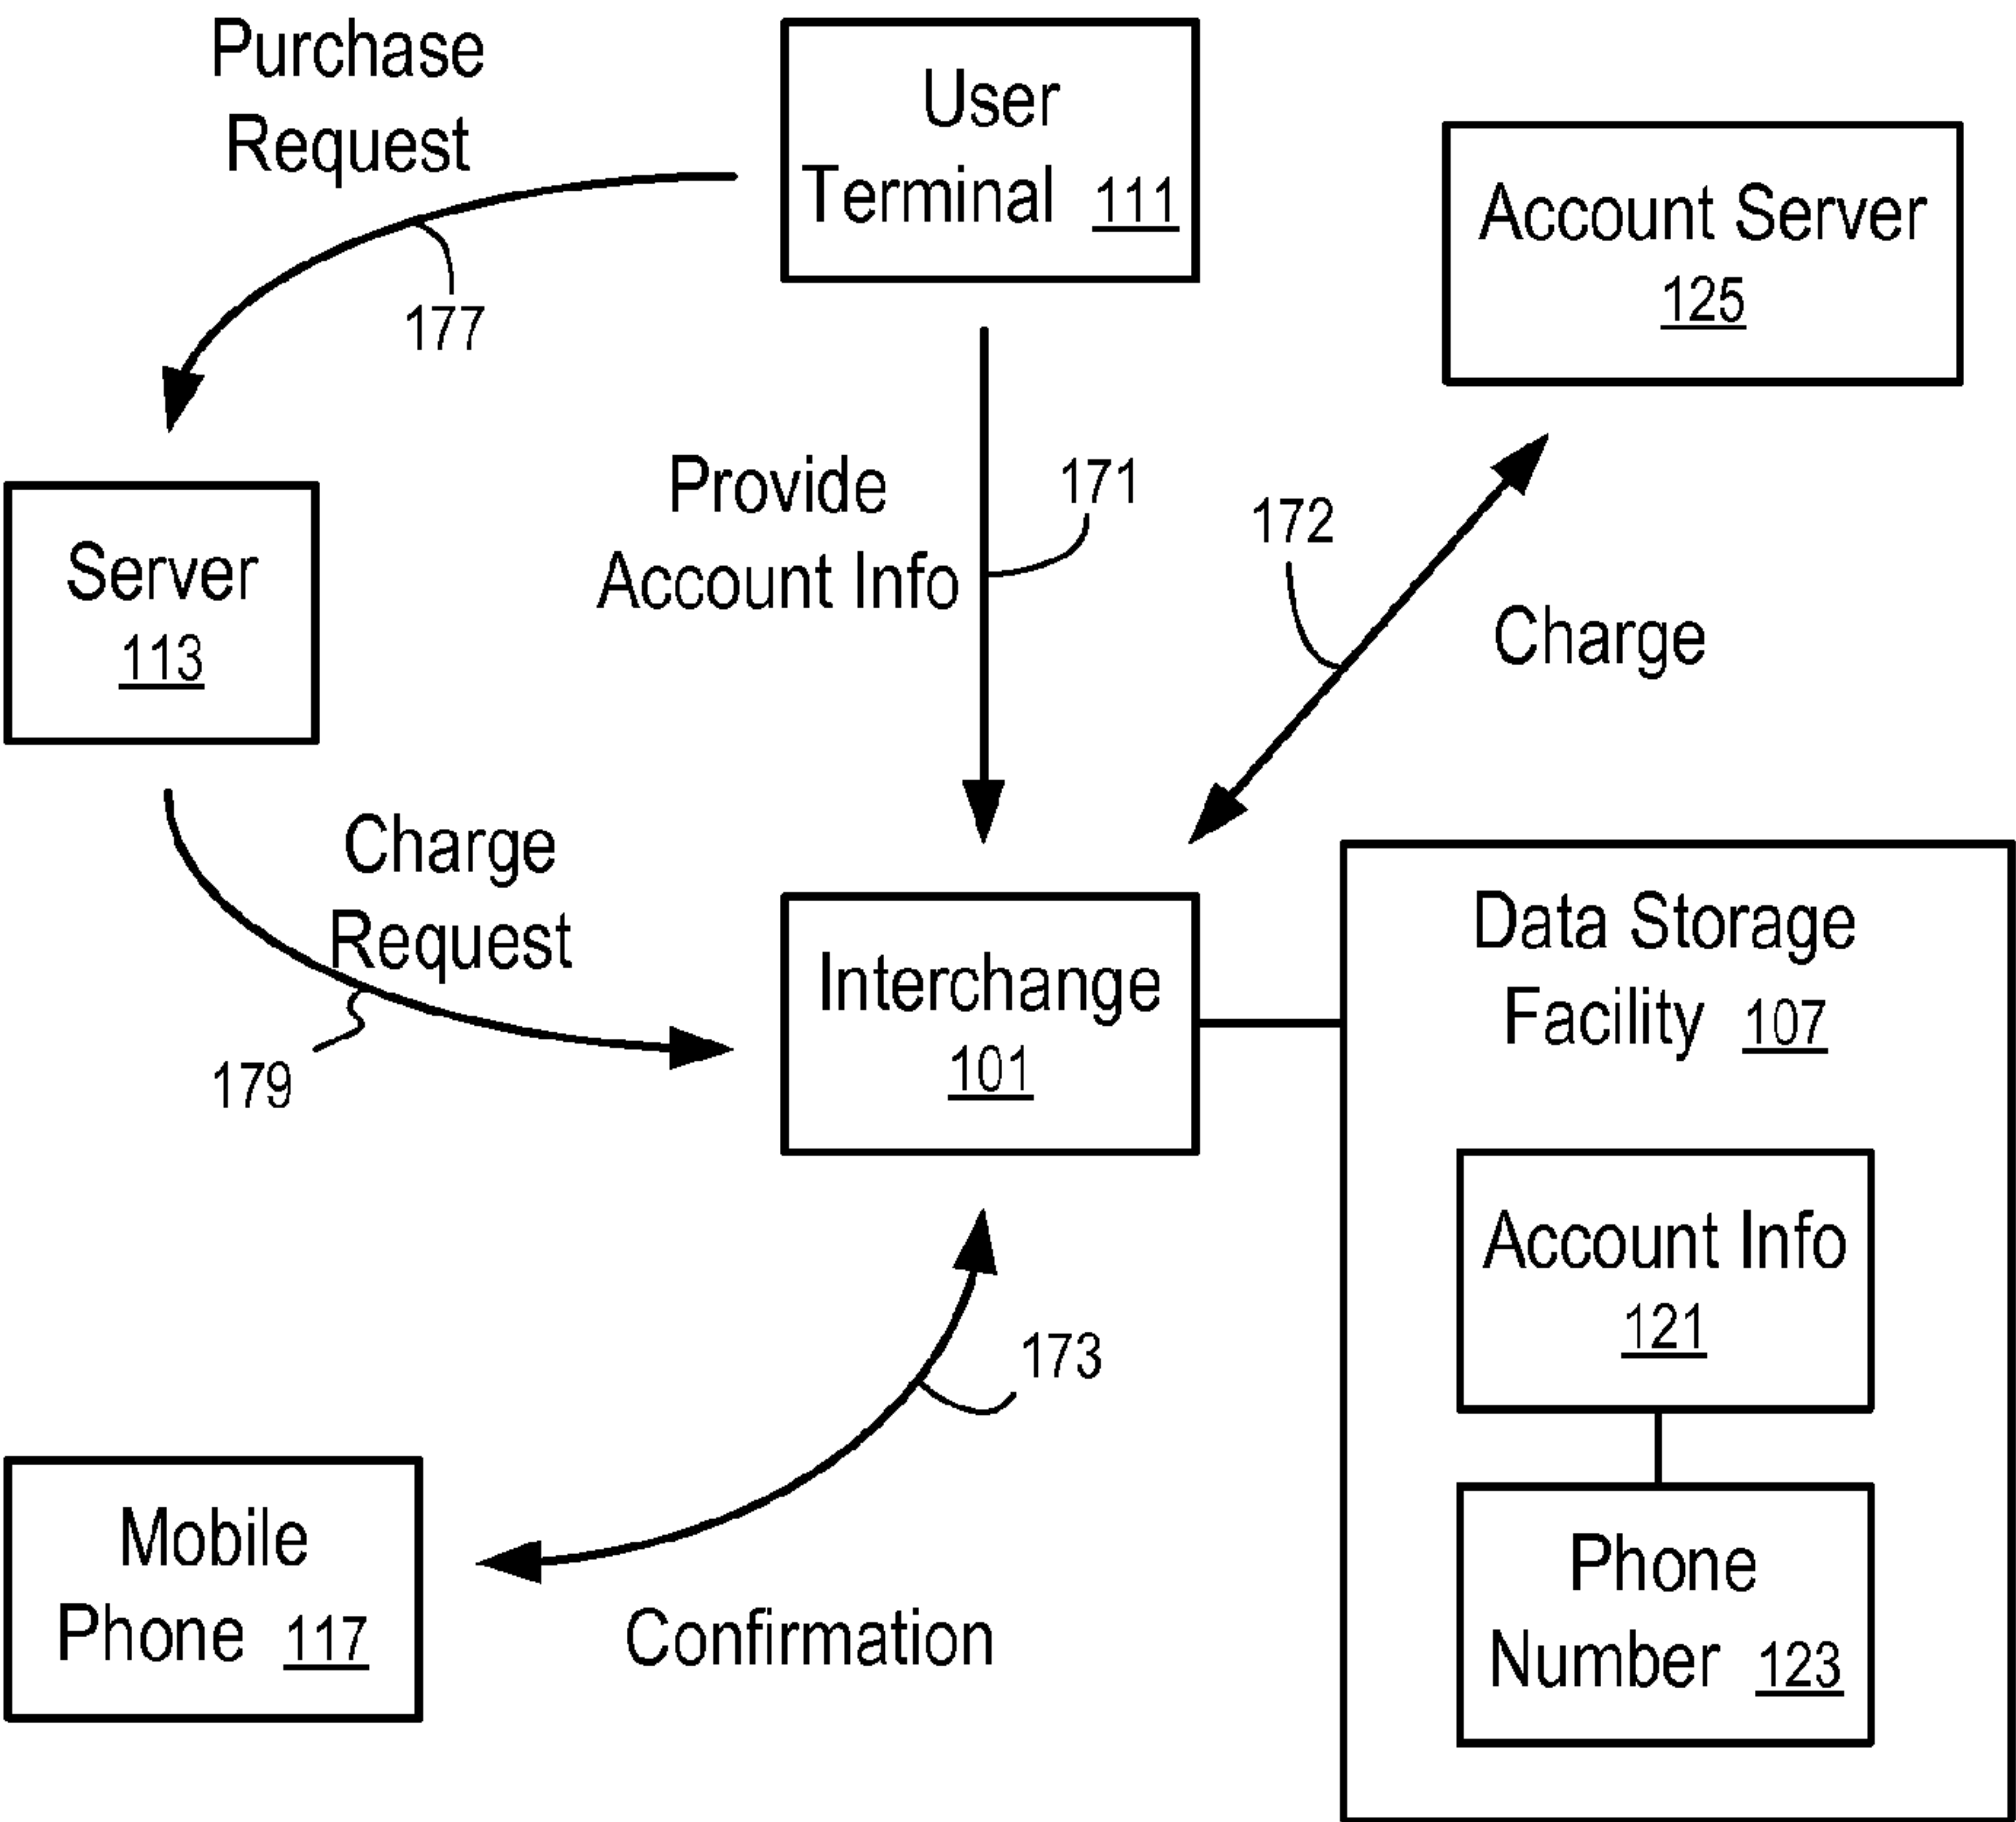 Purchase
Request
177
User
Terminal 111
Account Server
125
Server
113
Provide
Account Info
171
172
Charge
Charge
Request
179
Interchange
101
Data Storage
Facility 107
Account Info
121
Phone
Number 123
173
Mobile
Phone 117
Confirmation